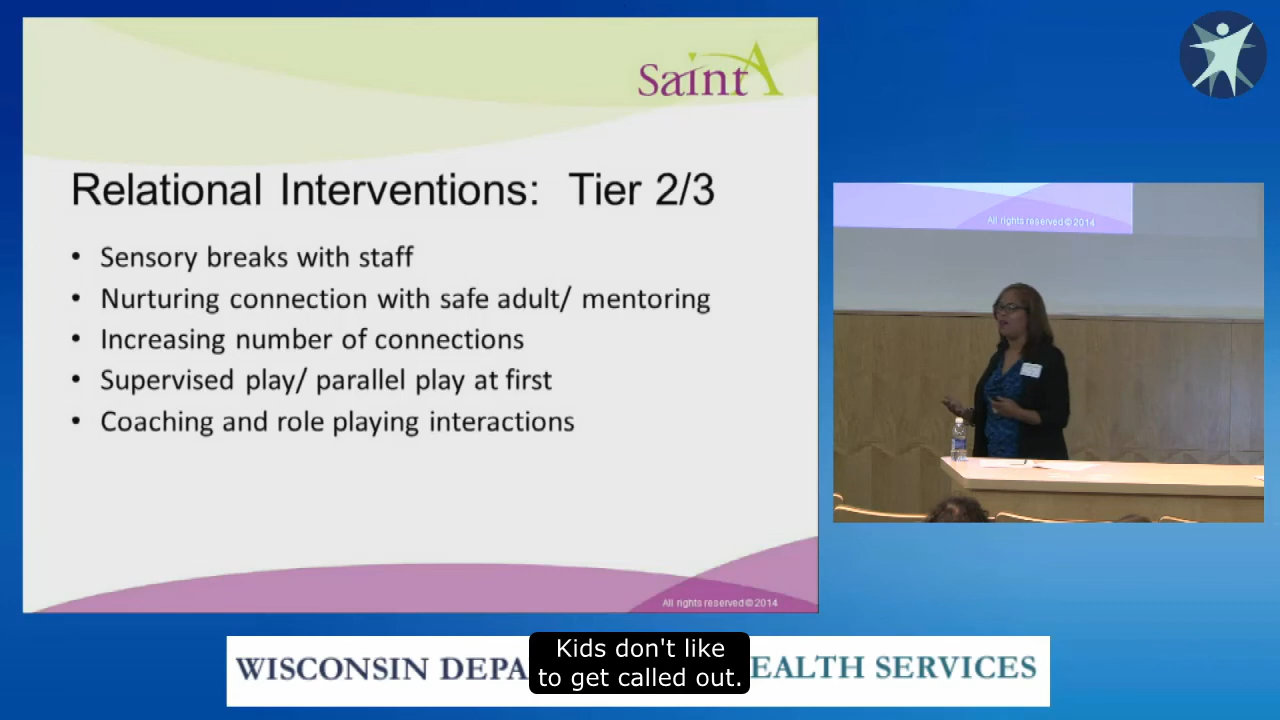 SaintA
Relational Interventions: Tier 2/3
• Sensory breaks with staff
• Nurturing connection with safe adult/ mentoring
• Increasing number of connections
• Supervised play/ parallel play at first
• Coaching and role playing interactions
All rights reserved©2014
All rights reserved©2014
Kids don't like
to get called out.
WISCONSIN DEPA EALTH SERVICES